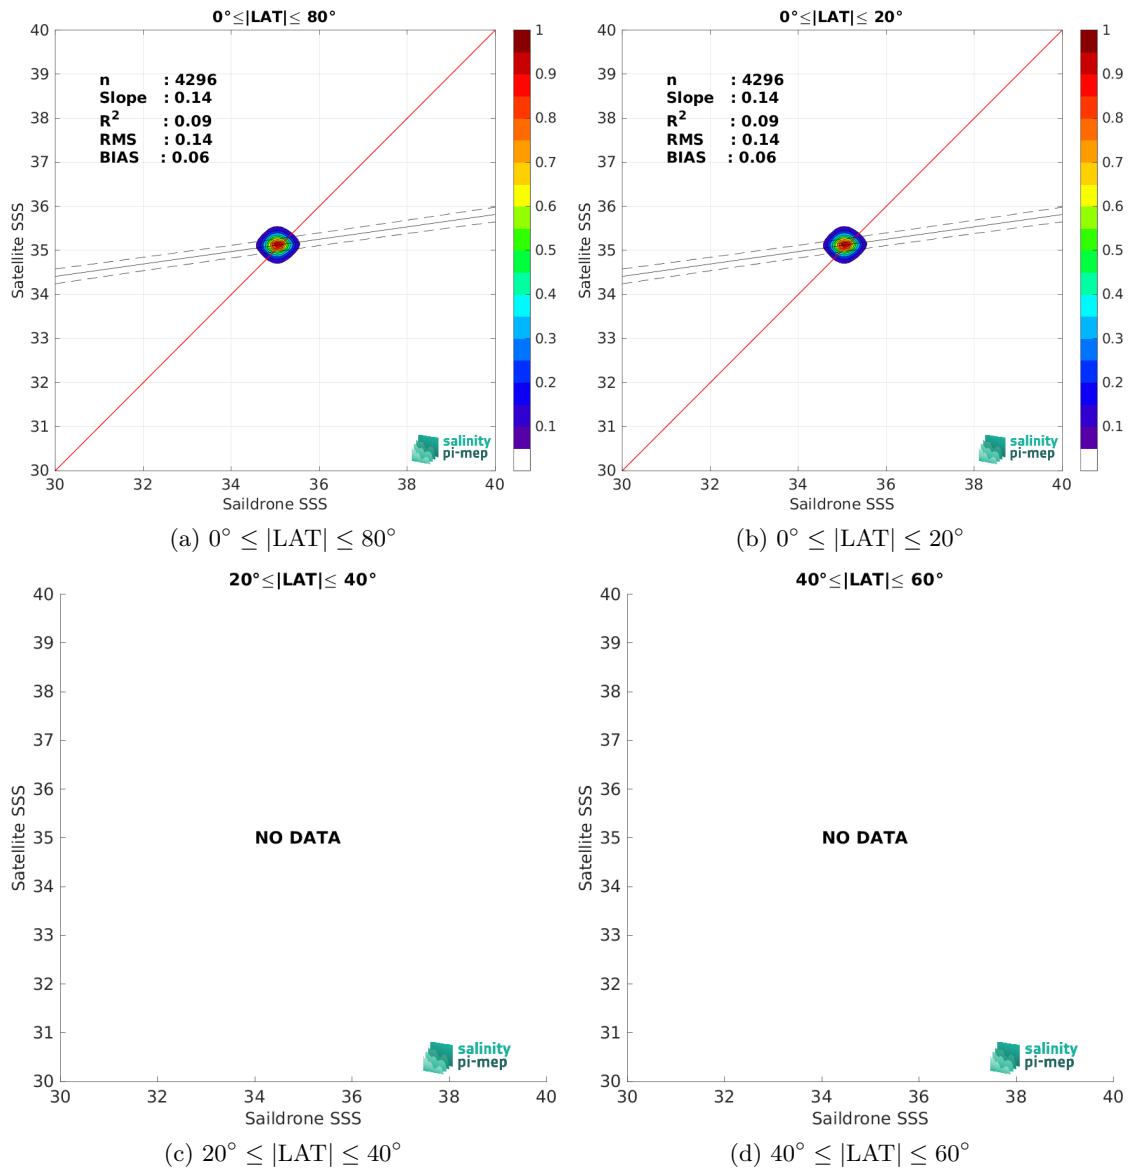 0°≤|LAT|≤ 80°
40
39
38
37
36
35
34
33
32
31
30
n : 4296
Slope : 0.14
R² : 0.09
RMS : 0.14
BIAS : 0.06
Satellite SSS
30 32 34 36 38 40
Saildrone SSS
1
0.9
0.8
0.7
0.6
0.5
0.4
0.3
0.2
0.1
salinity
pi-mep
(a) 0° ≤ |LAT| ≤ 80°
0°≤|LAT|≤ 20°
40
39
38
37
36
35
34
33
32
31
30
n : 4296
Slope : 0.14
R² : 0.09
RMS : 0.14
BIAS : 0.06
Satellite SSS
30 32 34 36 38 40
Saildrone SSS
1
0.9
0.8
0.7
0.6
0.5
0.4
0.3
0.2
0.1
salinity
pi-mep
(b) 0° ≤ |LAT| ≤ 20°
20°≤|LAT|≤ 40°
40
39
38
37
36
35
34
33
32
31
30
NO DATA
Satellite SSS
30 32 34 36 38 40
Saildrone SSS
salinity
pi-mep
(c) 20° ≤ |LAT| ≤ 40°
40°≤|LAT|≤ 60°
40
39
38
37
36
35
34
33
32
31
30
NO DATA
Satellite SSS
30 32 34 36 38 40
Saildrone SSS
salinity
pi-mep
(d) 40° ≤ |LAT| ≤ 60°